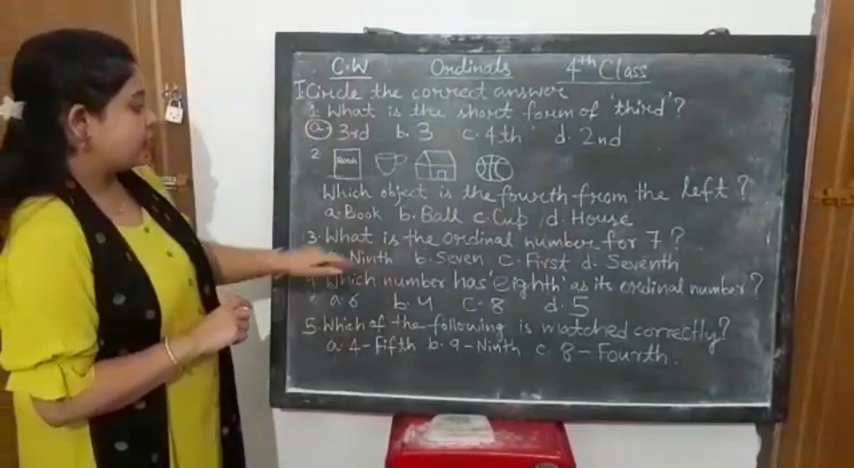 C.W Ordinals 4th Class
I Circle the correct answer
1. What is the short form of 'third'?
a. 3rd b. 3 c. 4th d. 2nd
2.
Book
Which object is the fourth from the left?
a. Book b. Ball c. Cup d. House
3. What is the ordinal number for 7?
Ninth b. Seven c. First d. Seventh
Which number has 'eighth' as its ordinal number?
a. 6 b. 4 c. 8 d. 5
5. Which of the following is matched correctly?
a. 4-Fifth b. 9-Ninth c. 8-Fourth.